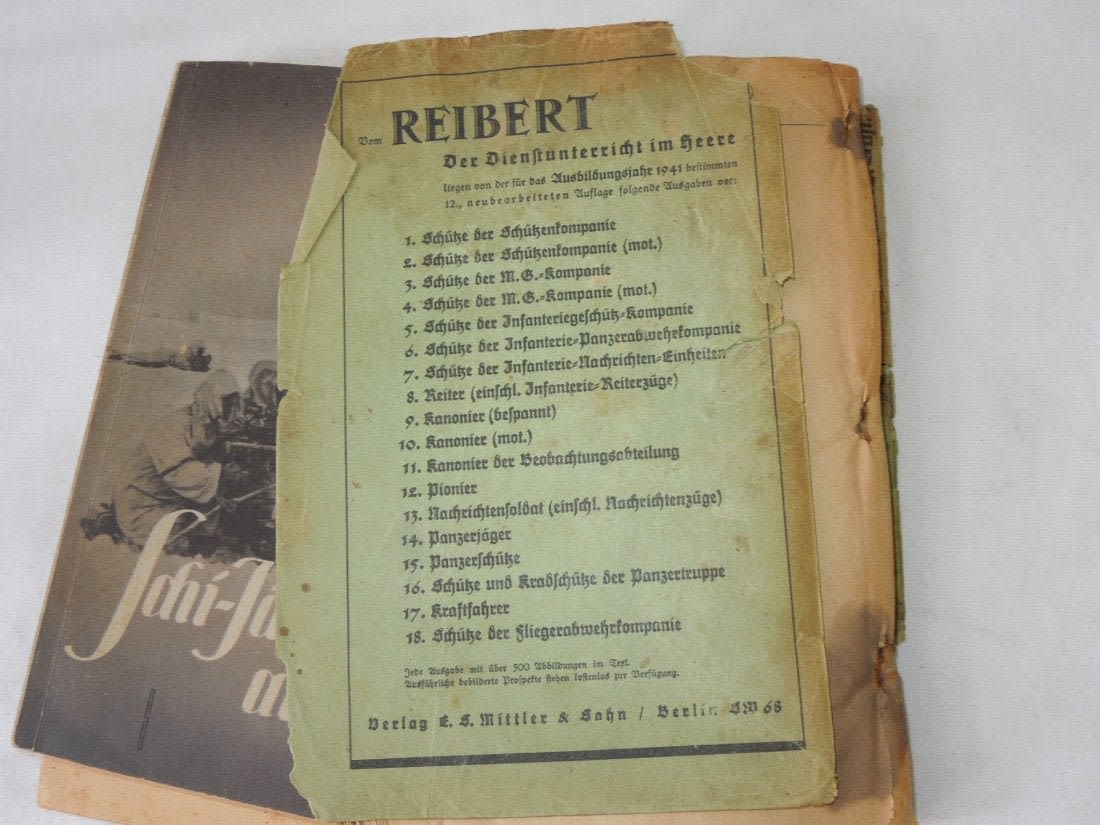 Vom REIBERT
Der Dienstunterricht im Heere
liegen von der für das Ausbildungsjahr 1941 bestimmten
12., neubearbeiteten Auflage folgende Ausgaben vor:
1. Schütze der Schützenkompanie
2. Schütze der Schützenkompanie (mot.)
3. Schütze der M.G.-Kompanie
4. Schütze der M.G.-Kompanie (mot.)
5. Schütze der Infanteriegeschütz-Kompanie
6. Schütze der Infanterie-Panzerabwehrkompanie
7. Schütze der Infanterie-Nachrichten-Einheiten
8. Reiter (einschl. Infanterie-Reiterzüge)
9. Kanonier (bespannt)
10. Kanonier (mot.)
11. Kanonier der Beobachtungsabteilung
12. Pionier
13. Nachrichtensoldat (einschl. Nachrichtenzüge)
14. Panzerjäger
15. Panzerschütze
16. Schütze und Kradschütze der Panzertruppe
17. Kraftfahrer
18. Schütze der Fliegerabwehrkompanie
Jede Ausgabe mit über 500 Abbildungen im Text.
Ausführliche bebilderte Prospekte stehen kostenlos zur Verfügung.
Verlag E. S. Mittler & Sohn / Berlin SW 68
Schi-Jä